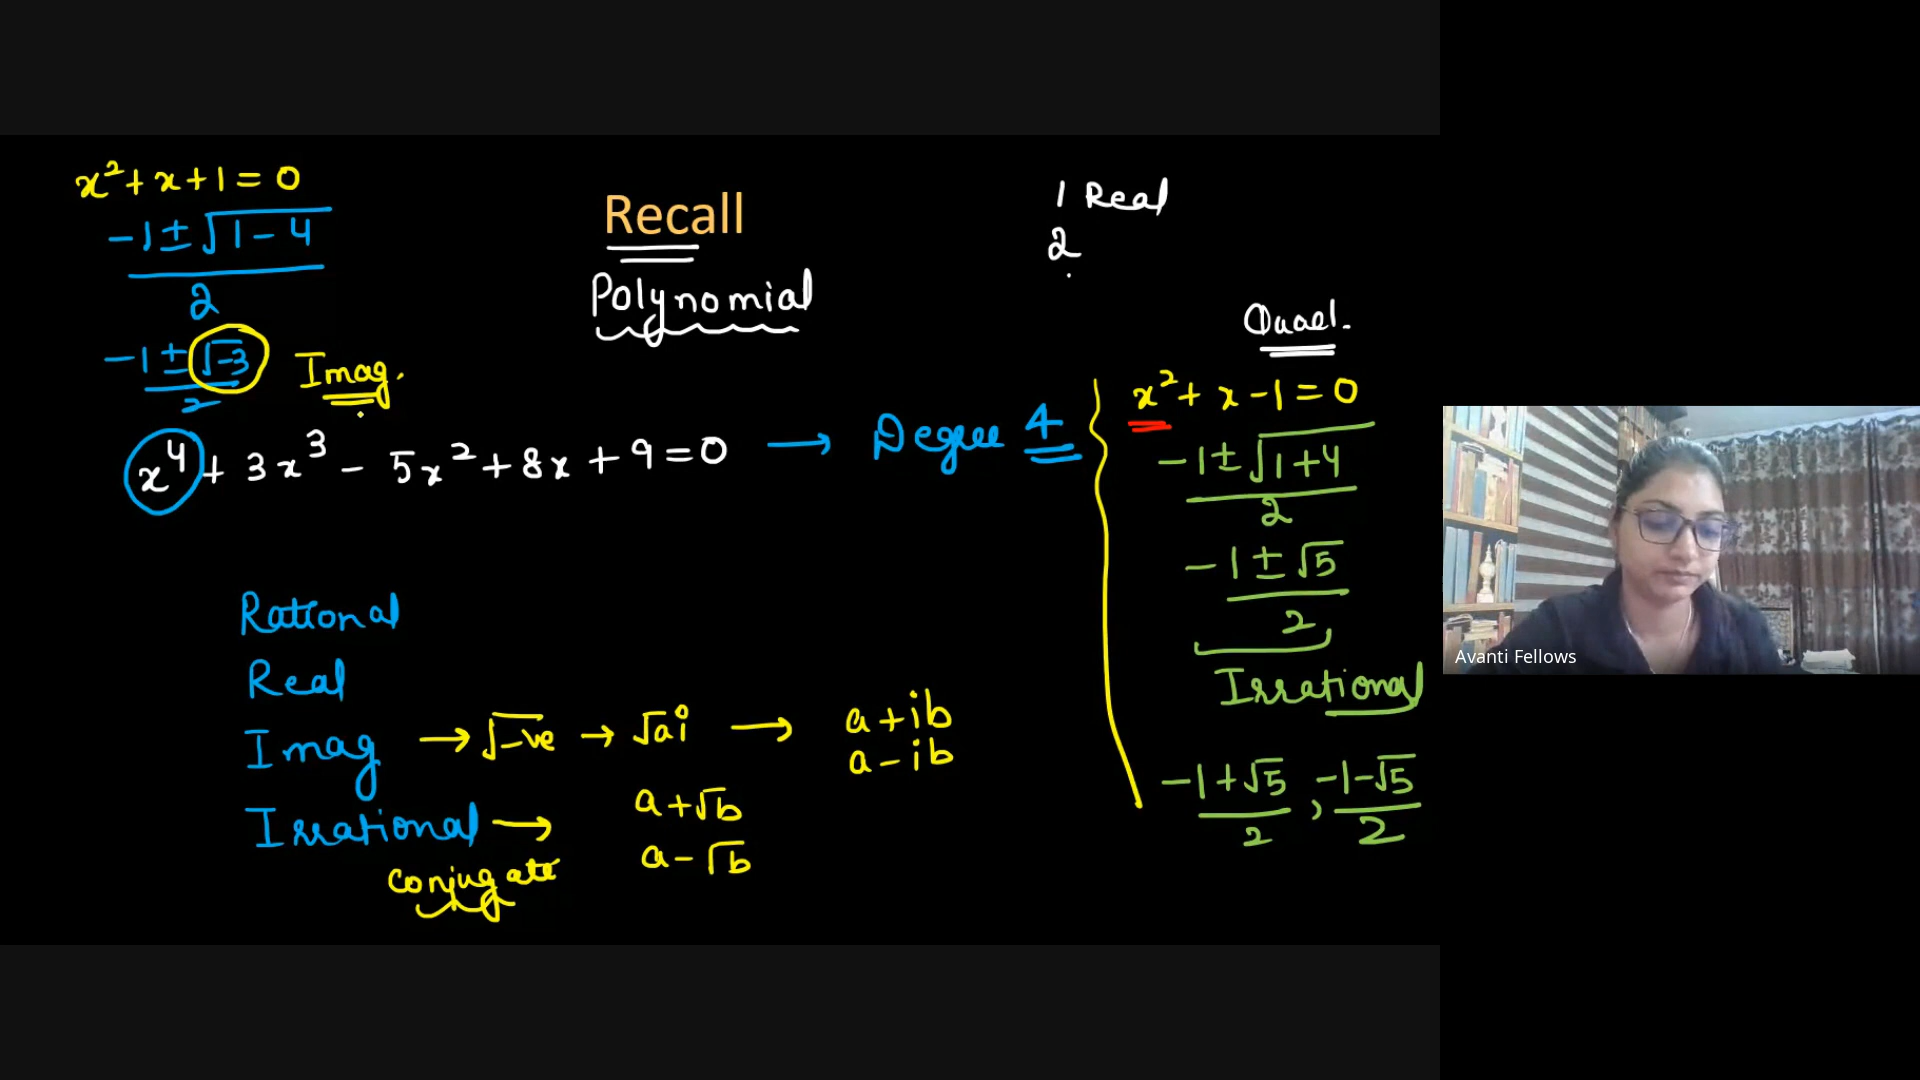 x²+x+1=0
-1±√1-4
2
-1±√-3
2
Imag.
Recall
Polynomial
1 Real
2
x⁴+3x³-5x²+8x+9=0 → Degree 4
Quad.
x²+x-1=0
-1±√1+4
2
-1±√5
2
Irrational
-1+√5 , -1-√5
2 2
Rational
Real
Imag → √-ve → √a i → a+ib
a-ib
Irrational → a+√b
a-√b
conjugate
Avanti Fellows